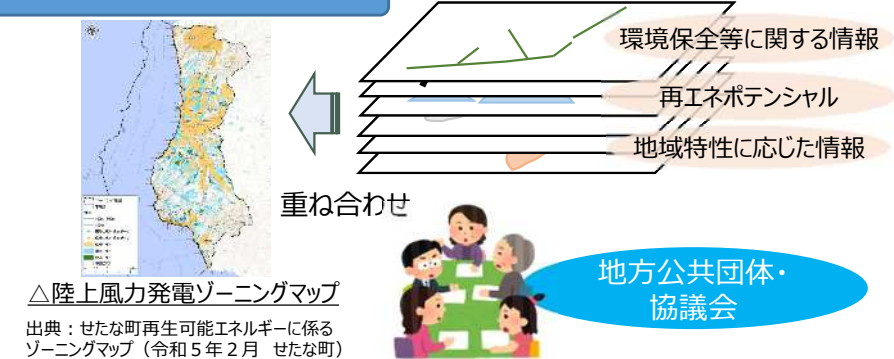 環境保全等に関する情報
再エネポテンシャル
地域特性に応じた情報
重ね合わせ
地方公共団体・
協議会
△陸上風力発電ゾーニングマップ
出典：せたな町再生可能エネルギーに係る
ゾーニングマップ（令和５年２月 せたな町）